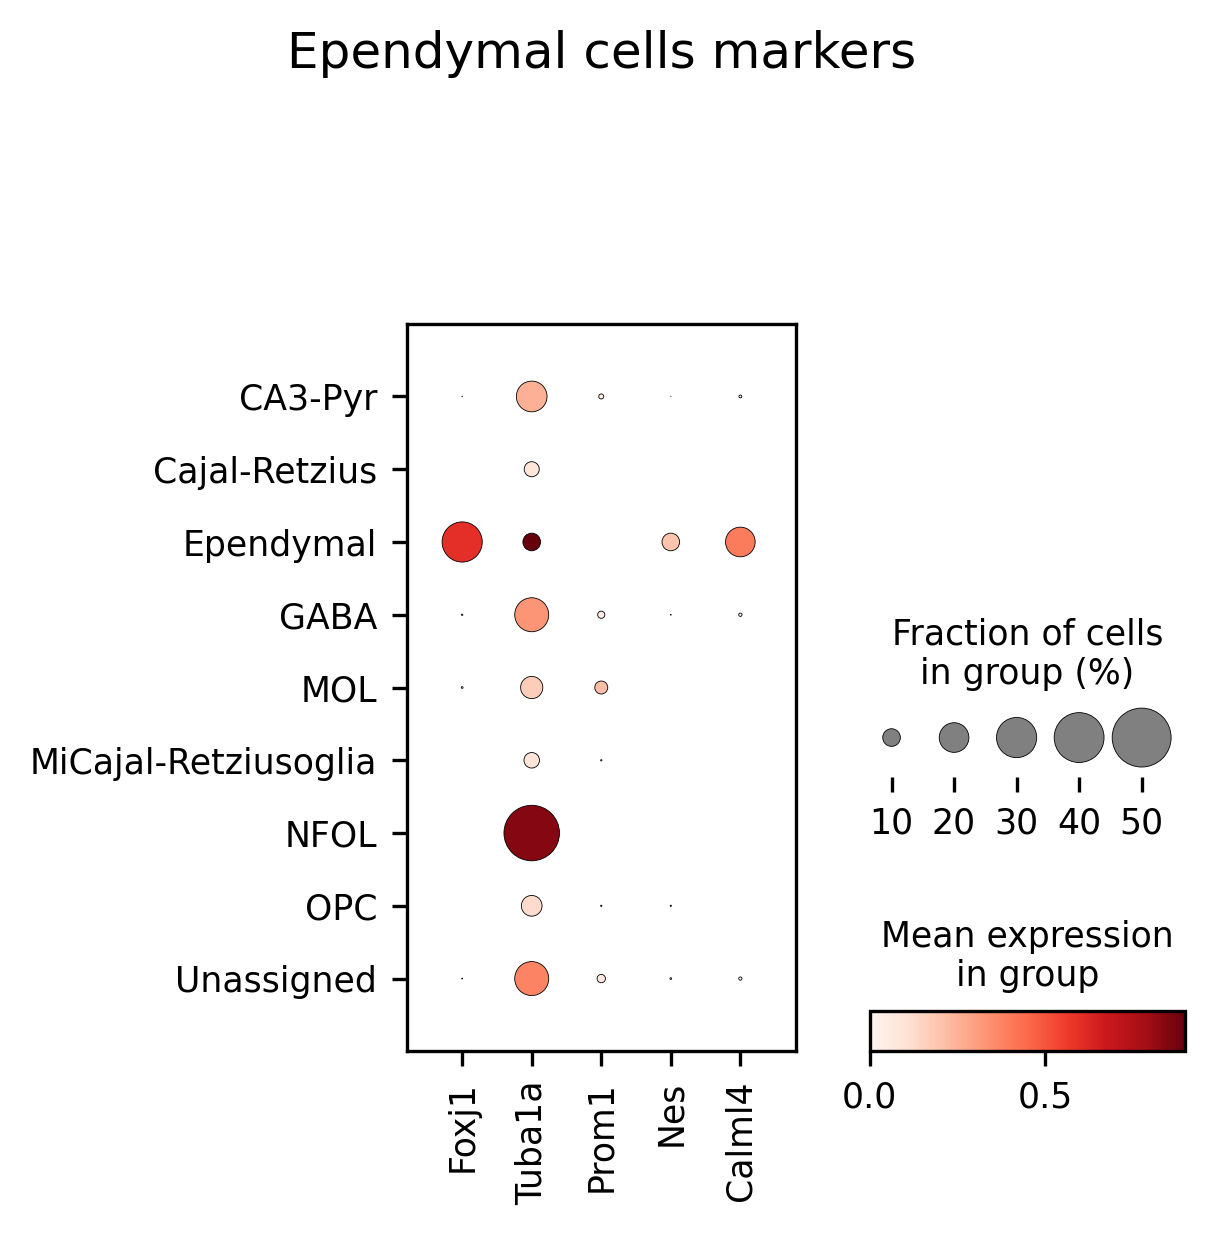 Ependymal cells markers
CA3-Pyr
Cajal-Retzius
Ependymal
GABA
MOL
MiCajal-Retziusoglia
NFOL
OPC
Unassigned
Foxj1
Tuba1a
Prom1
Nes
Calml4
Fraction of cells
in group (%)
10 20 30 40 50
Mean expression
in group
0.0 0.5